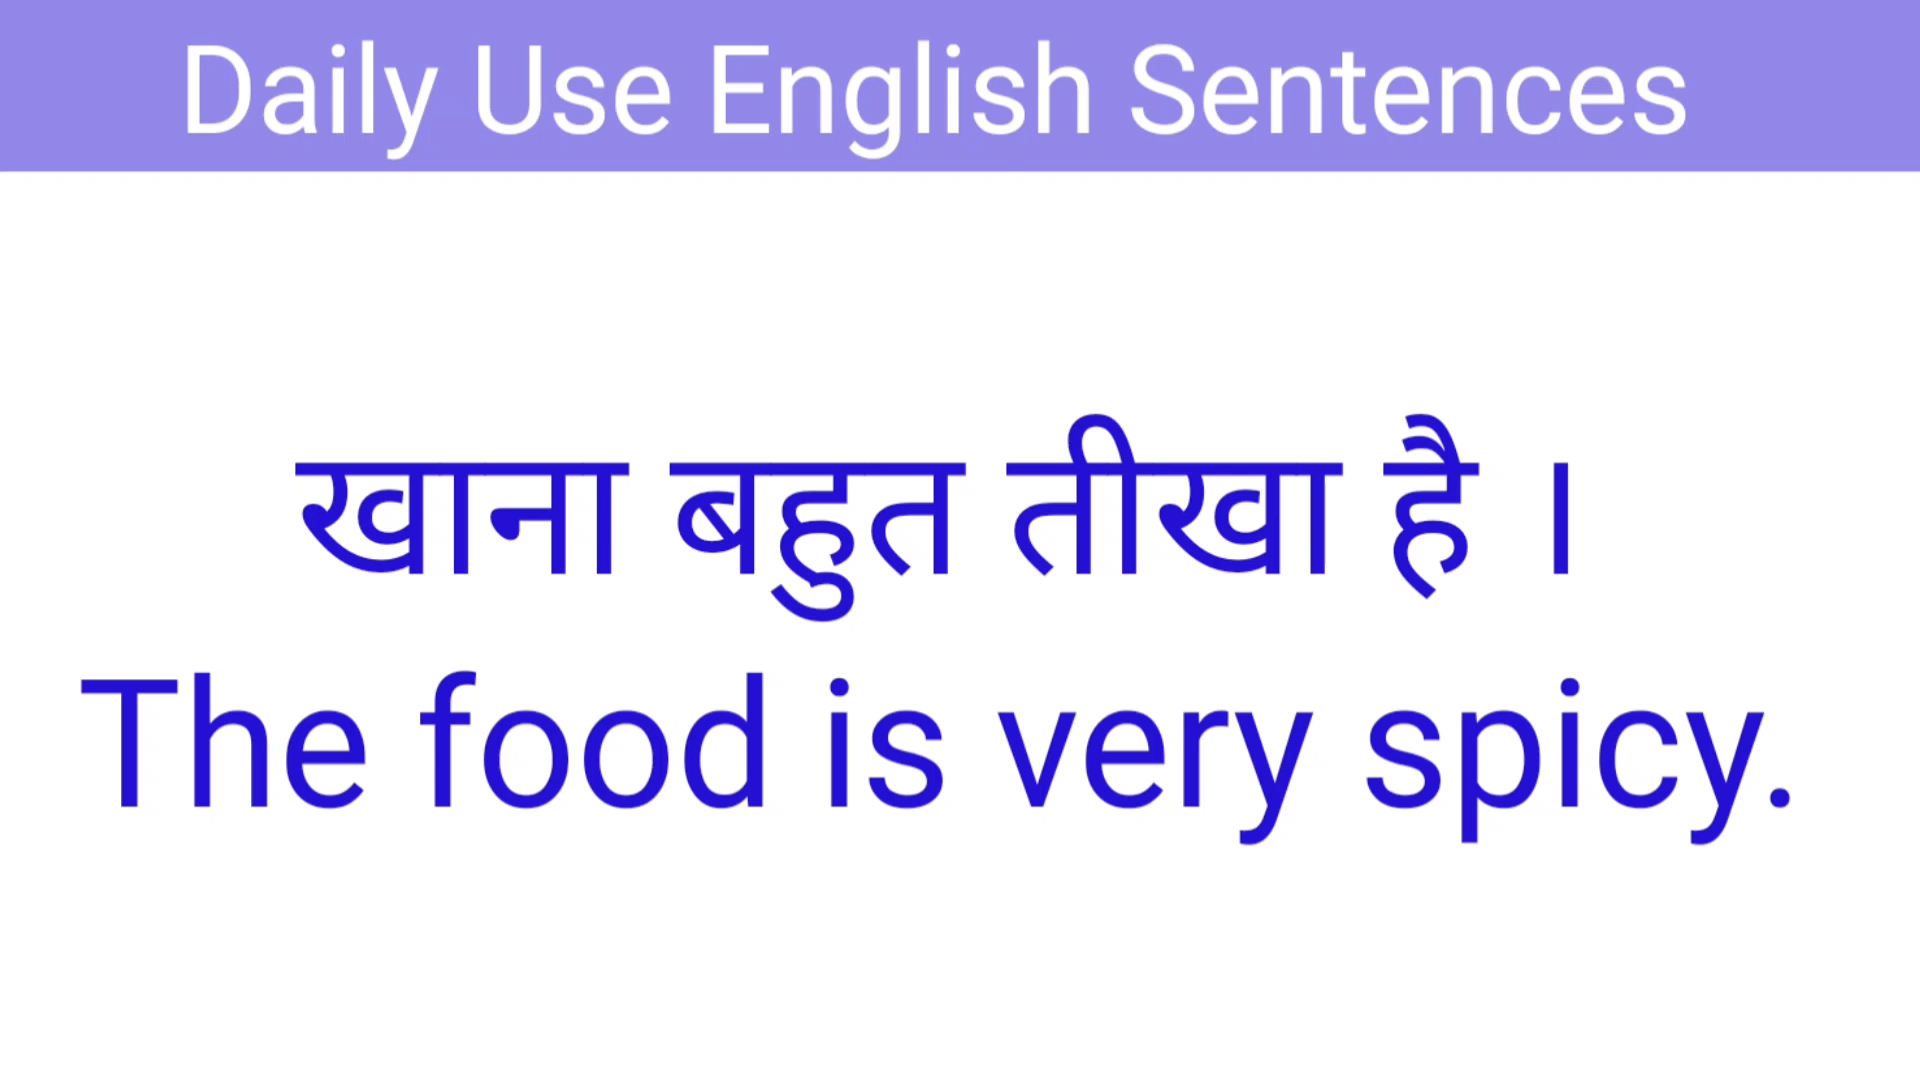 Daily Use English Sentences
खाना बहुत तीखा है ।
The food is very spicy.